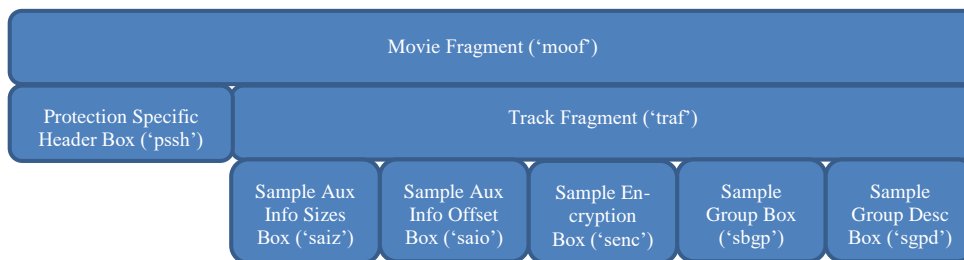 Movie Fragment (‘moof’)
Protection Specific
Header Box (‘pssh’)
Track Fragment (‘traf’)
Sample Aux
Info Sizes
Box (‘saiz’)
Sample Aux
Info Offset
Box (‘saio’)
Sample En-
cryption
Box (‘senc’)
Sample
Group Box
(‘sbgp’)
Sample
Group Desc
Box (‘sgpd’)